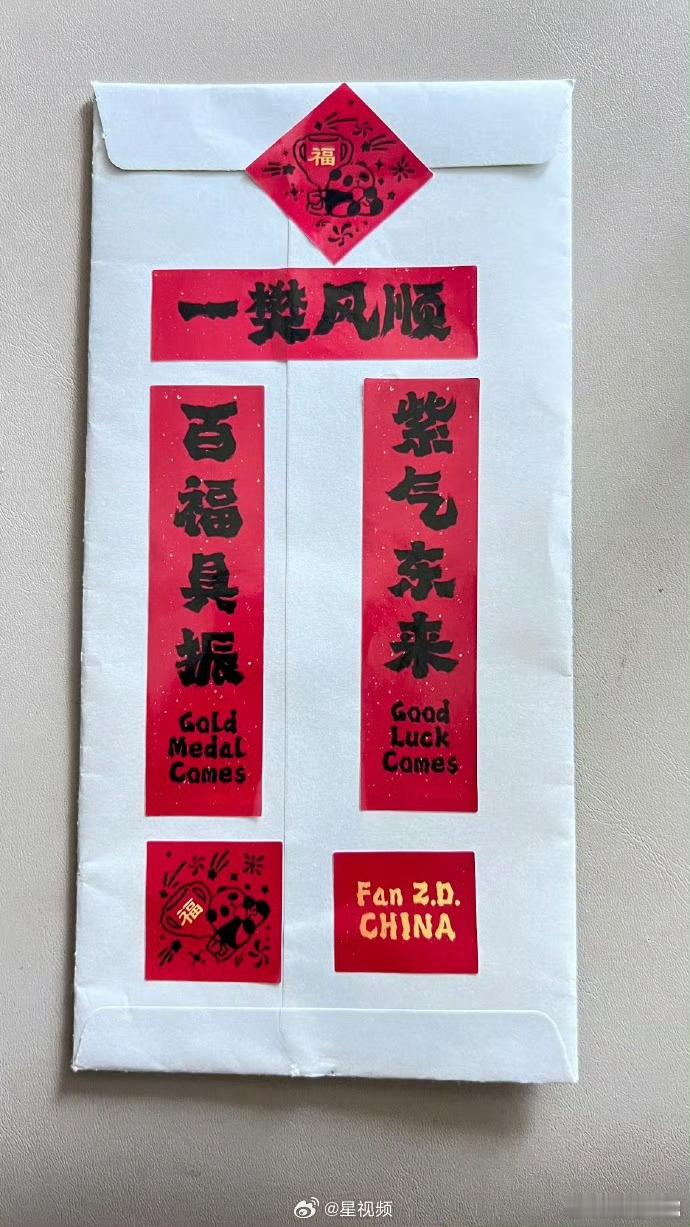 福
一樊风顺
紫气东来
Good
Luck
Comes
百福具振
Gold
Medal
Comes
福
Fan Z.D.
CHINA
@星视频